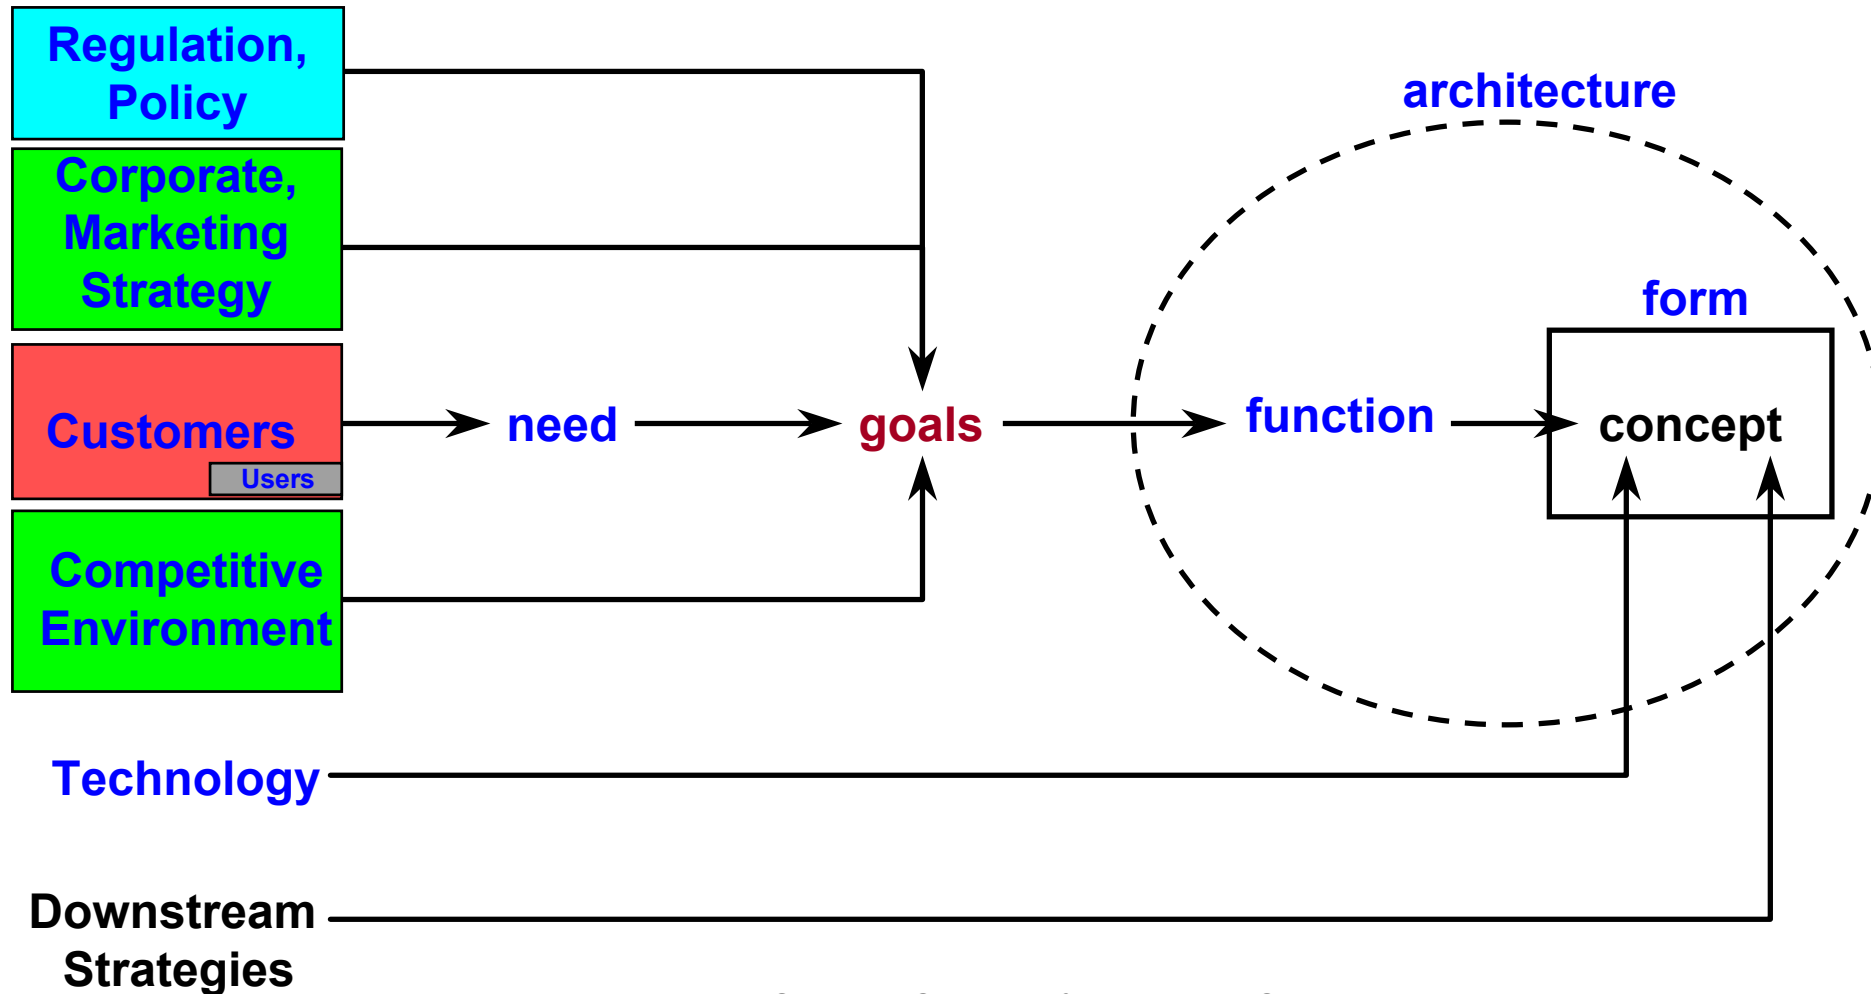 Regulation,
Policy
Corporate,
Marketing
Strategy
Customers
Users
Competitive
Environment
Technology
Downstream
Strategies
need
goals
architecture
function
form
concept